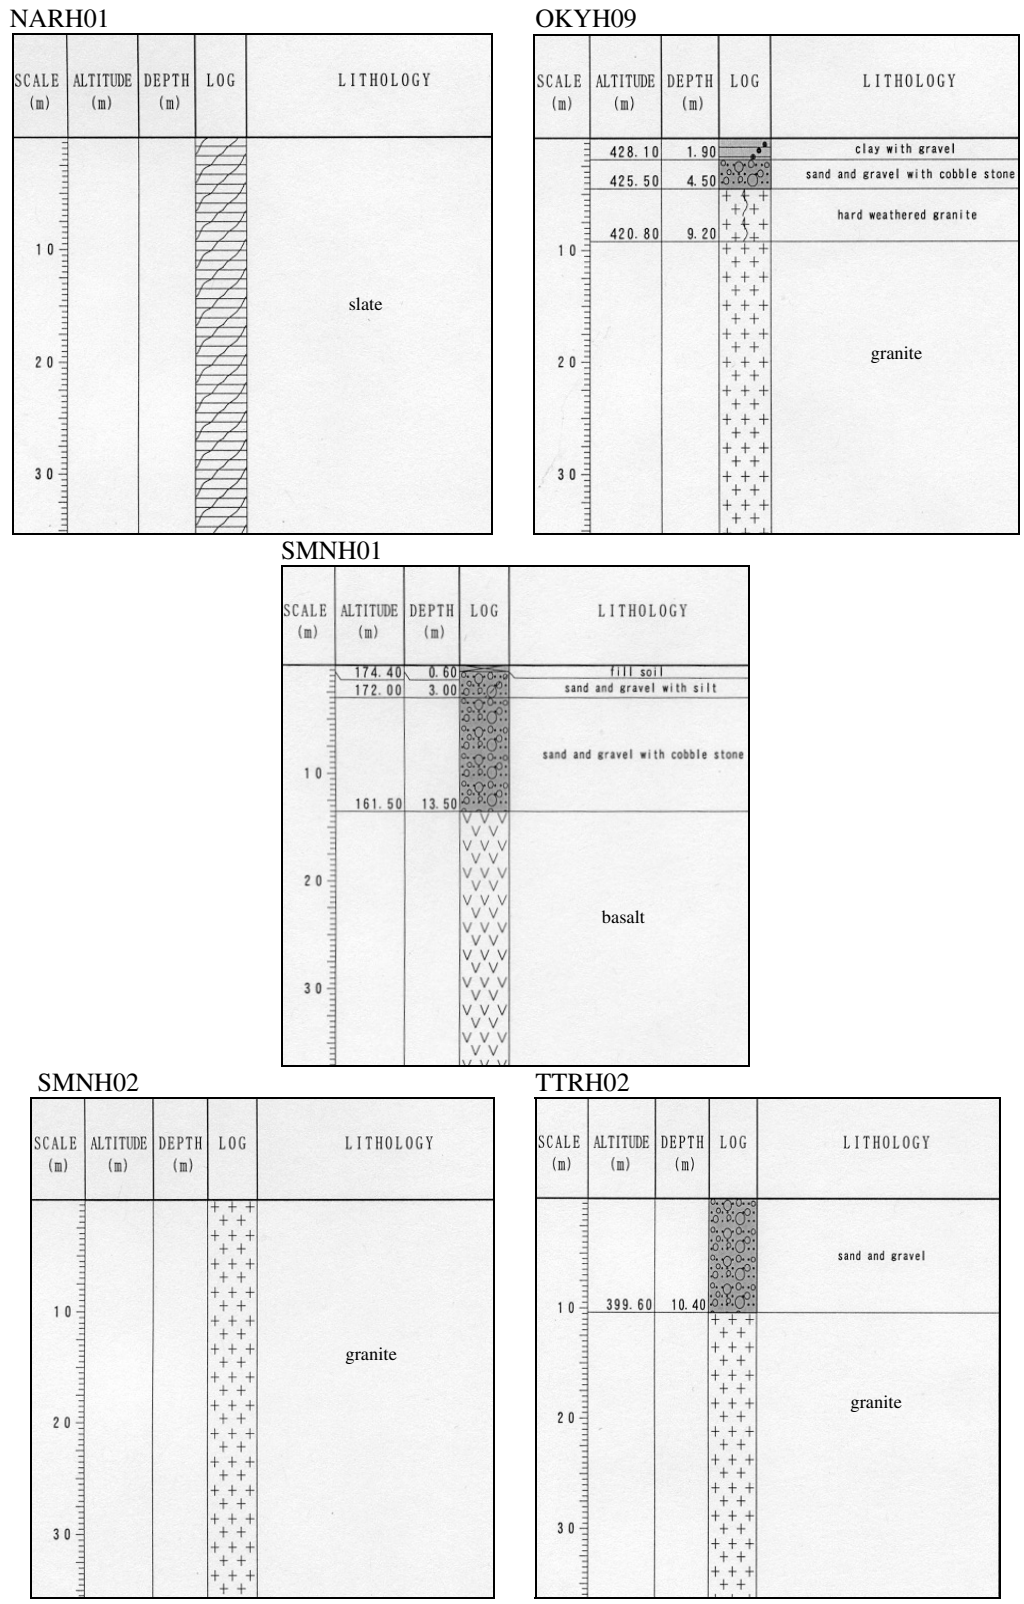 NARH01
SCALE ALTITUDE DEPTH LOG LITHOLOGY
(m) (m) (m)
10
slate
20
30
OKYH09
SCALE ALTITUDE DEPTH LOG LITHOLOGY
(m) (m) (m)
428.10 1.90 clay with gravel
425.50 4.50 sand and gravel with cobble stone
hard weathered granite
420.80 9.20
10
granite
20
30
SMNH01
SCALE ALTITUDE DEPTH LOG LITHOLOGY
(m) (m) (m)
174.40 0.60 fill soil
172.00 3.00 sand and gravel with silt
sand and gravel with cobble stone
10
161.50 13.50
20
basalt
30
SMNH02
SCALE ALTITUDE DEPTH LOG LITHOLOGY
(m) (m) (m)
10
granite
20
30
TTRH02
SCALE ALTITUDE DEPTH LOG LITHOLOGY
(m) (m) (m)
sand and gravel
10 399.60 10.40
granite
20
30